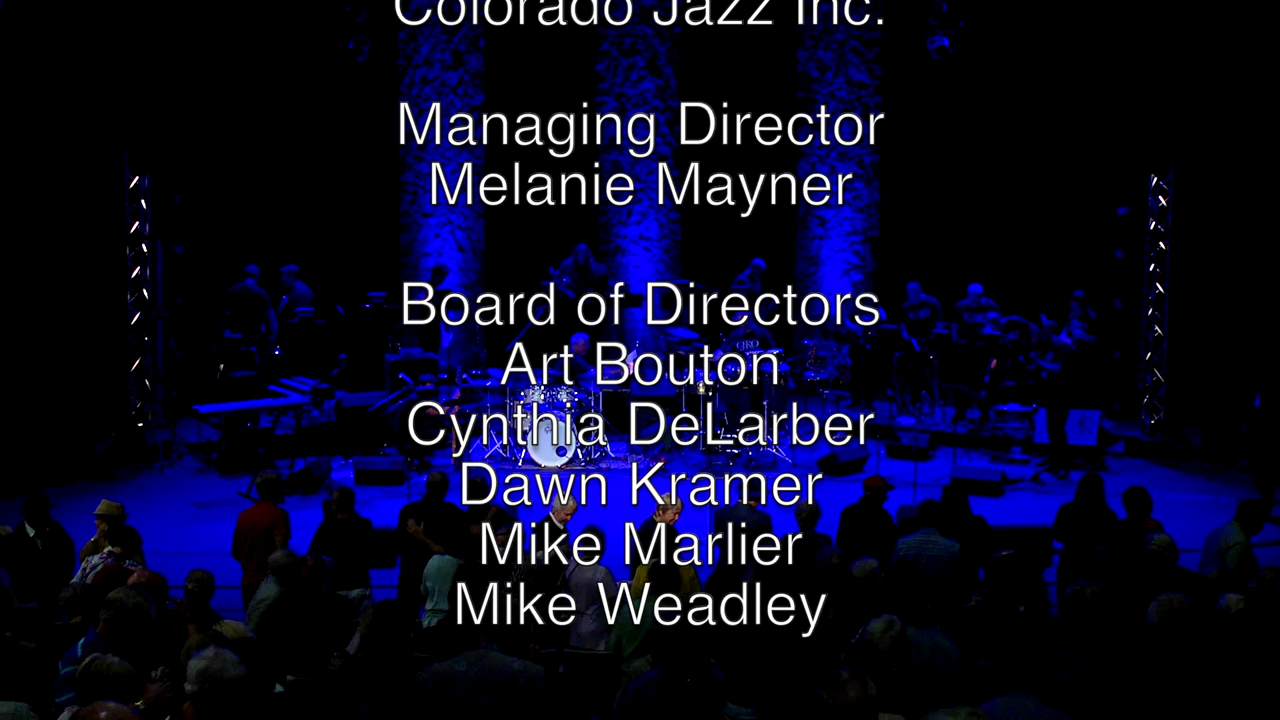 Colorado Jazz Inc.
Managing Director
Melanie Mayner
Board of Directors
Art Bouton
Cynthia DeLarber
Dawn Kramer
Mike Marlier
Mike Weadley
CJRO